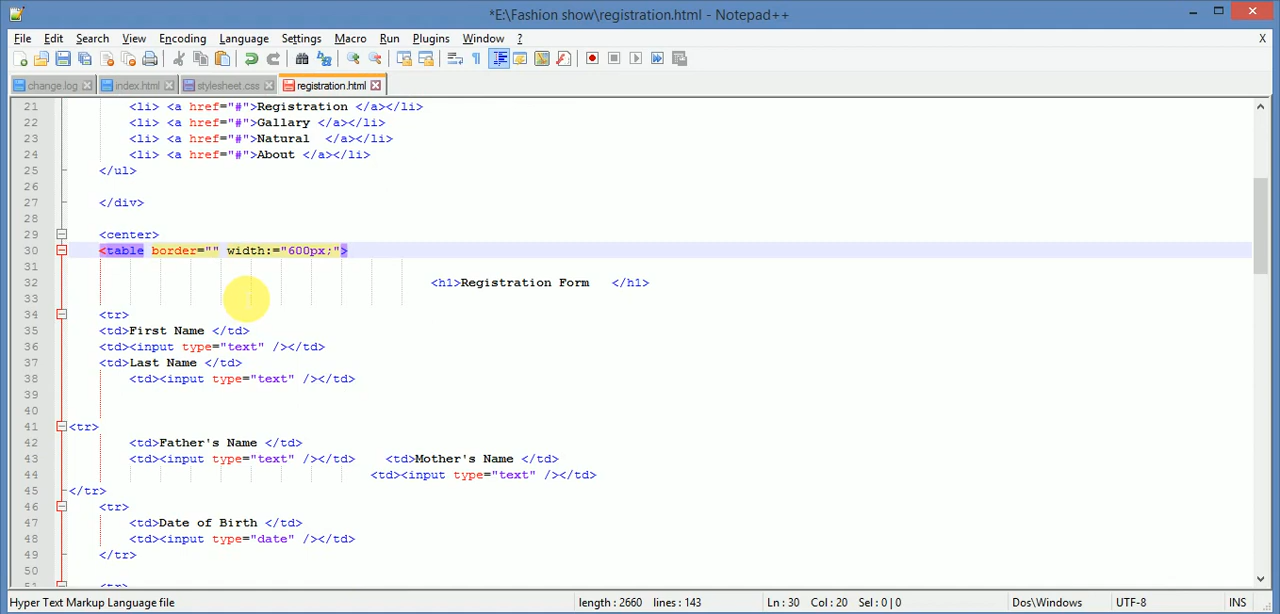 *E:\Fashion show\registration.html - Notepad++
File Edit Search View Encoding Language Settings Macro Run Plugins Window ? X
change.log index.html stylesheet.css registration.html
21 <li> <a href="#">Registration </a></li>
22 <li> <a href="#">Gallary </a></li>
23 <li> <a href="#">Natural  </a></li>
24 <li> <a href="#">About </a></li>
25 </ul>
26
27 </div>
28
29 <center>
30 <table border="" width:="600px;">
31
32 <h1>Registration Form   </h1>
33
34 <tr>
35 <td>First Name </td>
36 <td><input type="text" /></td>
37 <td>Last Name </td>
38 <td><input type="text" /></td>
39
40
41 <tr>
42 <td>Father's Name </td>
43 <td><input type="text" /></td>    <td>Mother's Name </td>
44 <td><input type="text" /></td>
45 </tr>
46 <tr>
47 <td>Date of Birth </td>
48 <td><input type="date" /></td>
49 </tr>
50
51 <tr>
Hyper Text Markup Language file length : 2660 lines : 143 Ln : 30 Col : 20 Sel : 0 | 0 Dos\Windows UTF-8 INS